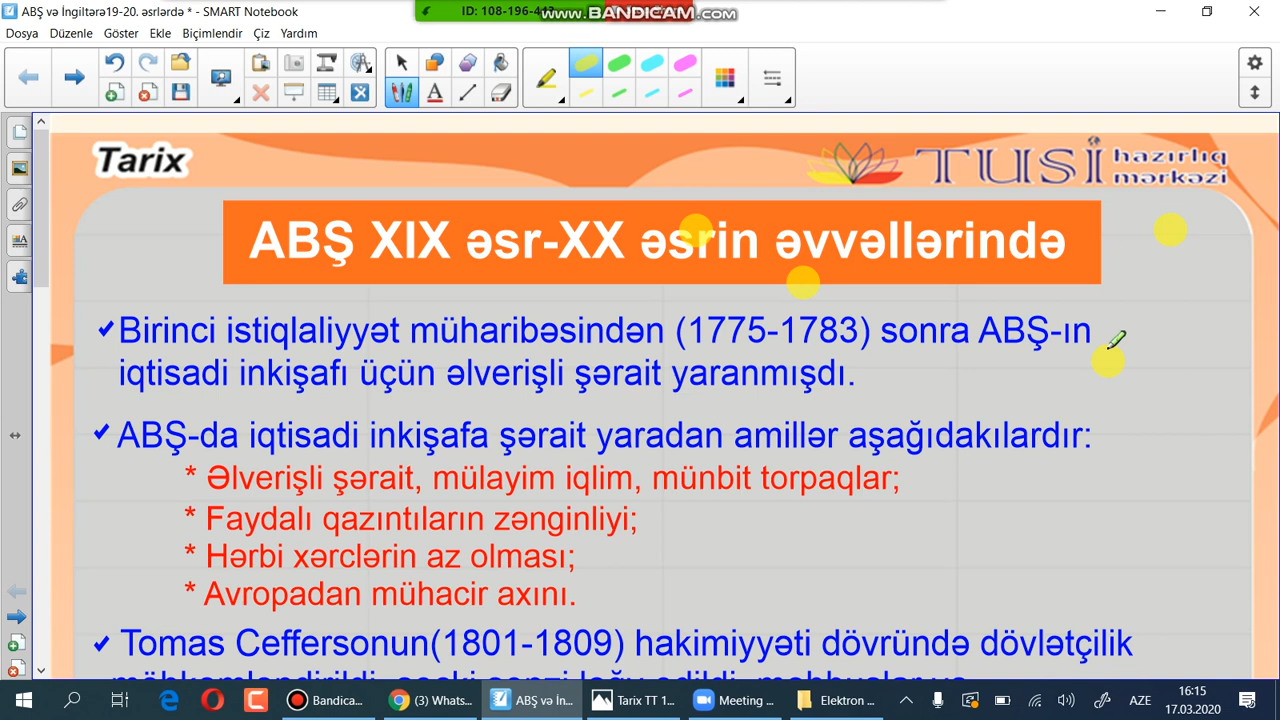 ABŞ və İngiltərə19-20. əsrlərdə * - SMART Notebook
ID: 108-196-443
www.BANDICAM.com
Dosya Düzenle Göster Ekle Biçimlendir Çiz Yardım
Tarix
TUSİ hazırlıq mərkəzi
ABŞ XIX əsr-XX əsrin əvvəllərində
Birinci istiqlaliyyət müharibəsindən (1775-1783) sonra ABŞ-ın
iqtisadi inkişafı üçün əlverişli şərait yaranmışdı.
ABŞ-da iqtisadi inkişafa şərait yaradan amillər aşağıdakılardır:
* Əlverişli şərait, mülayim iqlim, münbit torpaqlar;
* Faydalı qazıntıların zənginliyi;
* Hərbi xərclərin az olması;
* Avropadan mühacir axını.
Tomas Ceffersonun(1801-1809) hakimiyyəti dövründə dövlətçilik
Bandica... (3) Whats... ABŞ və İn... Tarix TT 1... Meeting ... Elektron ... AZE 16:15
17.03.2020